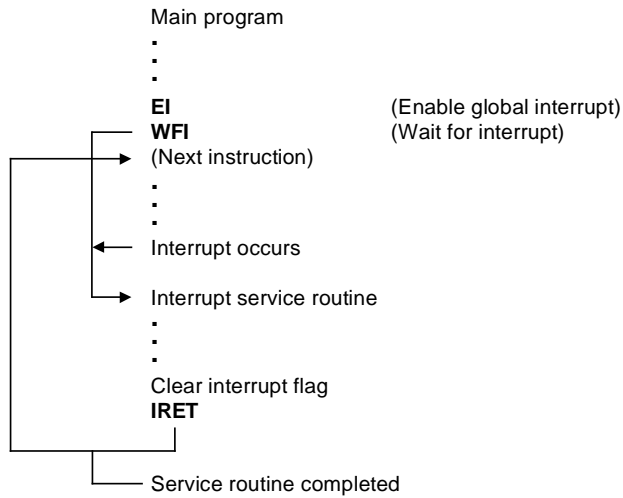 Main program
EI (Enable global interrupt)
WFI (Wait for interrupt)
(Next instruction)
Interrupt occurs
Interrupt service routine
Clear interrupt flag
IRET
Service routine completed